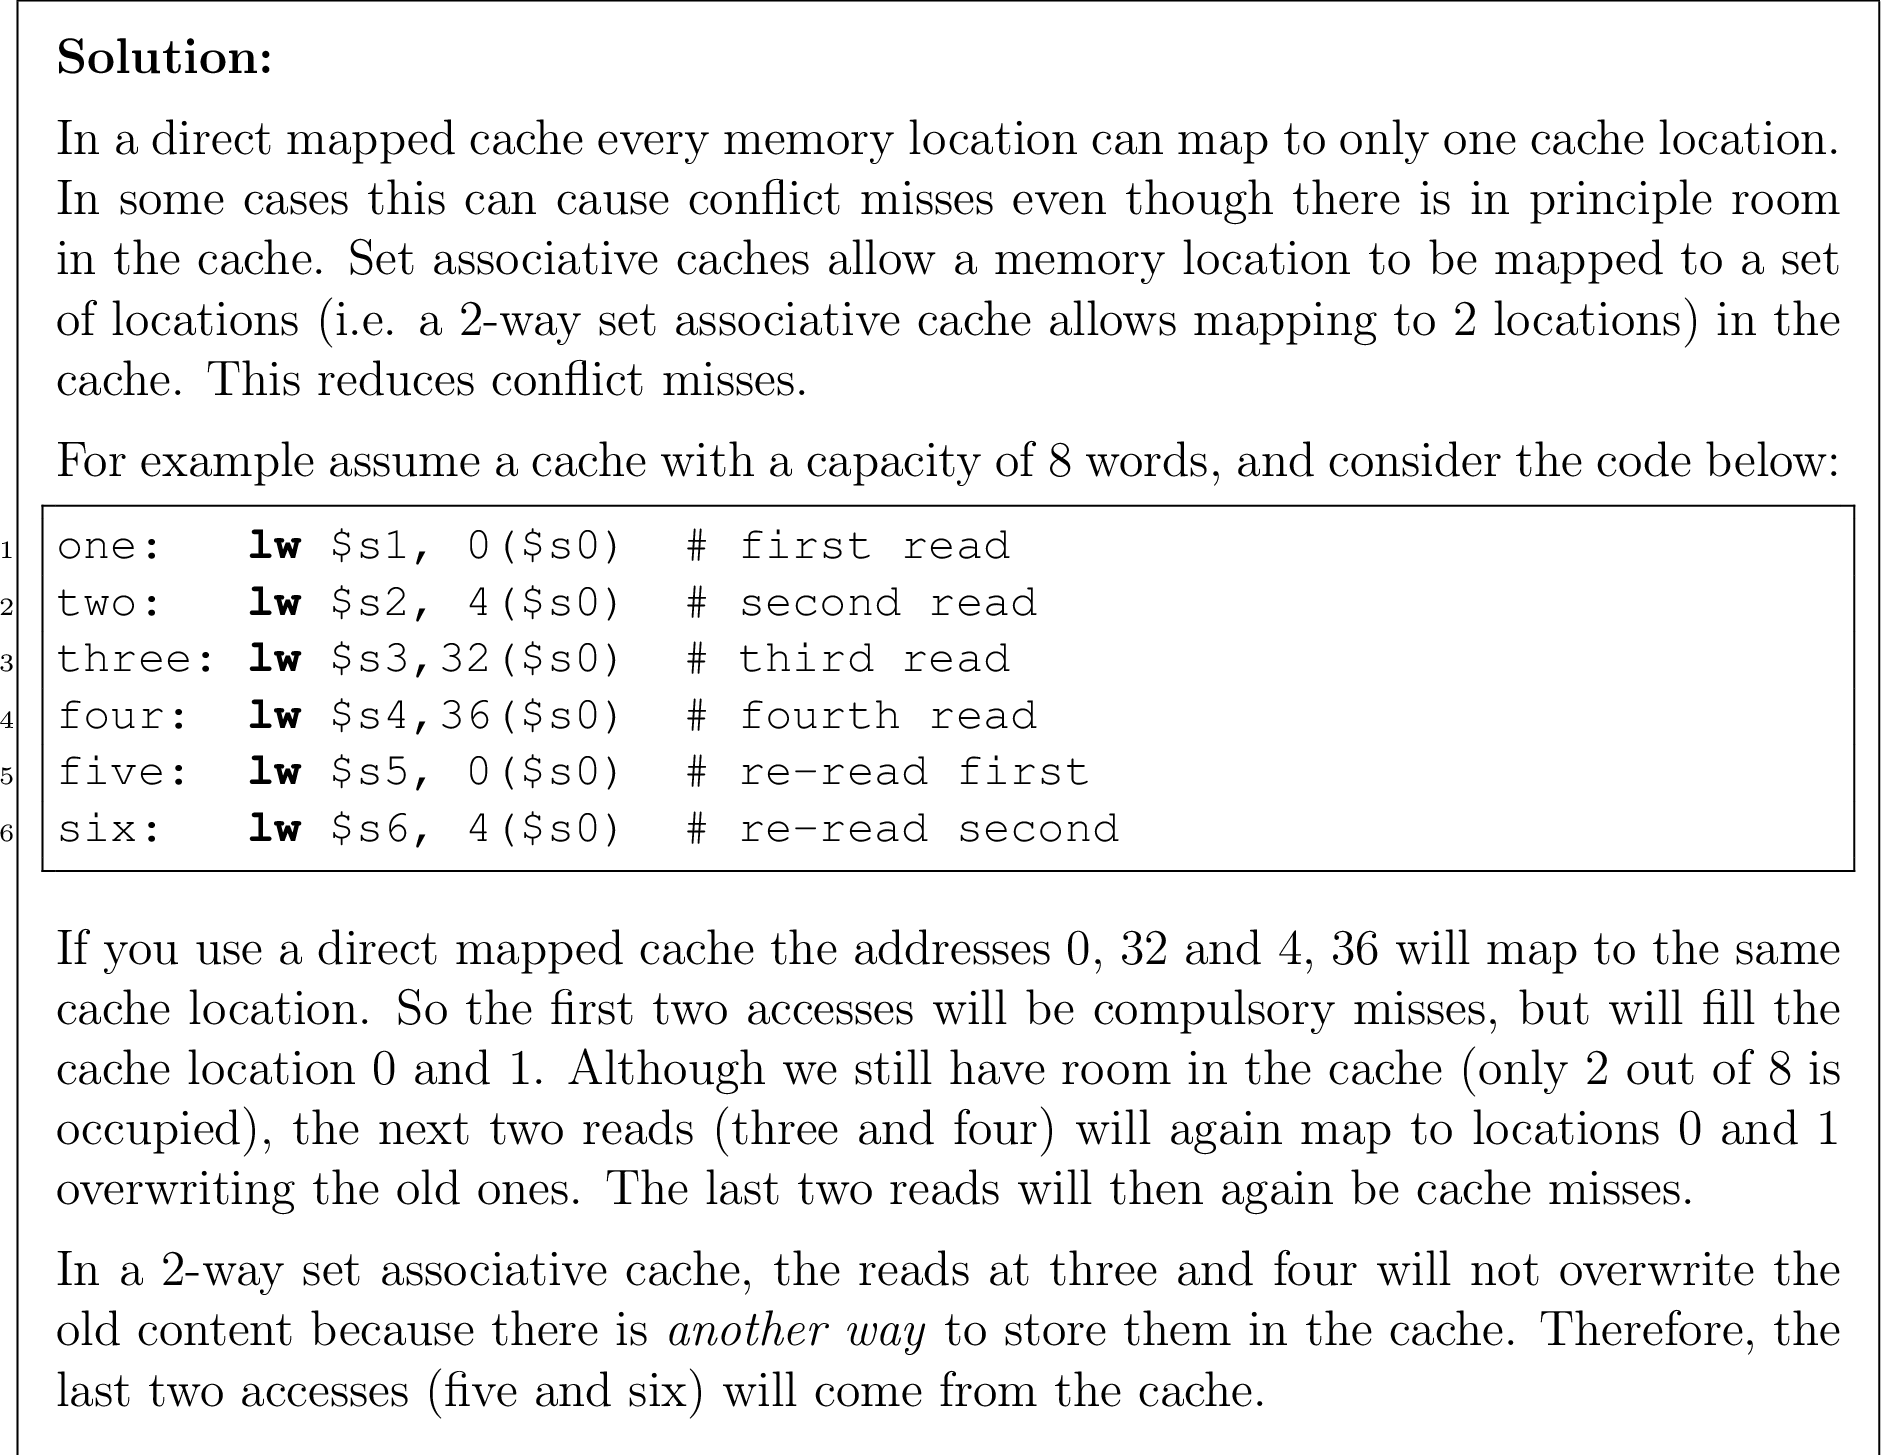 Solution:
In a direct mapped cache every memory location can map to only one cache location.
In some cases this can cause conflict misses even though there is in principle room
in the cache. Set associative caches allow a memory location to be mapped to a set
of locations (i.e. a 2-way set associative cache allows mapping to 2 locations) in the
cache. This reduces conflict misses.
For example assume a cache with a capacity of 8 words, and consider the code below:
1 one:   lw $s1, 0($s0)  # first read
2 two:   lw $s2, 4($s0)  # second read
3 three: lw $s3,32($s0)  # third read
4 four:  lw $s4,36($s0)  # fourth read
5 five:  lw $s5, 0($s0)  # re-read first
6 six:   lw $s6, 4($s0)  # re-read second
If you use a direct mapped cache the addresses 0, 32 and 4, 36 will map to the same
cache location. So the first two accesses will be compulsory misses, but will fill the
cache location 0 and 1. Although we still have room in the cache (only 2 out of 8 is
occupied), the next two reads (three and four) will again map to locations 0 and 1
overwriting the old ones. The last two reads will then again be cache misses.
In a 2-way set associative cache, the reads at three and four will not overwrite the
old content because there is another way to store them in the cache. Therefore, the
last two accesses (five and six) will come from the cache.